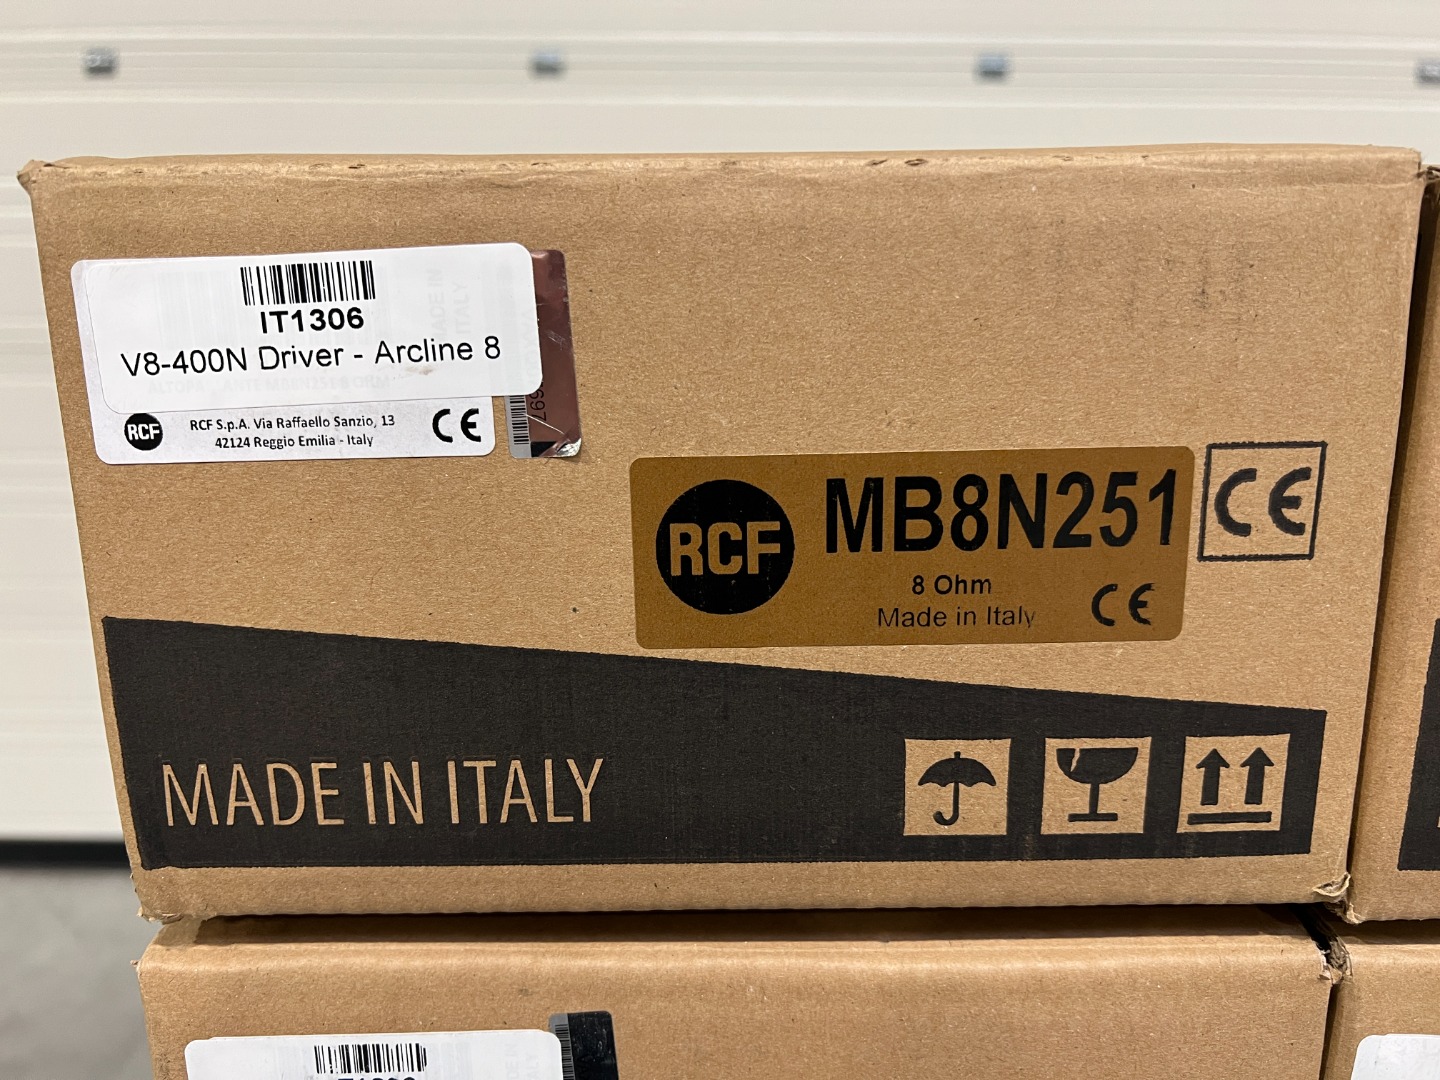 IT1306
V8-400N Driver - Arcline 8
RCF
RCF S.p.A. Via Raffaello Sanzio, 13
42124 Reggio Emilia - Italy
CE
RCF
MB8N251
8 Ohm
Made in Italy
CE
CE
MADE IN ITALY